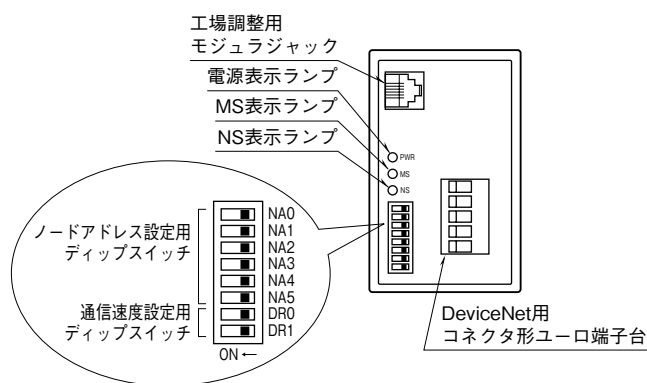 工場調整用
モジュラジャック
電源表示ランプ
MS表示ランプ
NS表示ランプ
PWR
MS
NS
ノードアドレス設定用
ディップスイッチ
NA0
NA1
NA2
NA3
NA4
NA5
通信速度設定用
ディップスイッチ
DR0
DR1
ON ←
DeviceNet用
コネクタ形ユーロ端子台